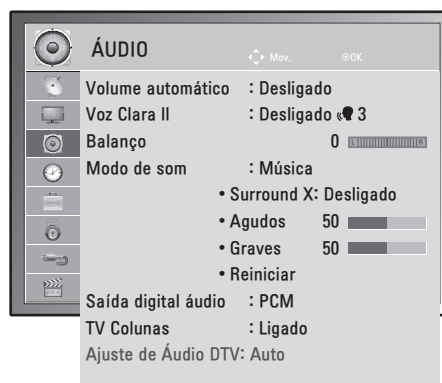 ÁUDIO
Mov.
OK
Volume automático : Desligado
Voz Clara II : Desligado 3
Balanço 0 L R
Modo de som : Música
• Surround X: Desligado
• Agudos 50
• Graves 50
• Reiniciar
Saída digital áudio : PCM
TV Colunas : Ligado
Ajuste de Áudio DTV: Auto